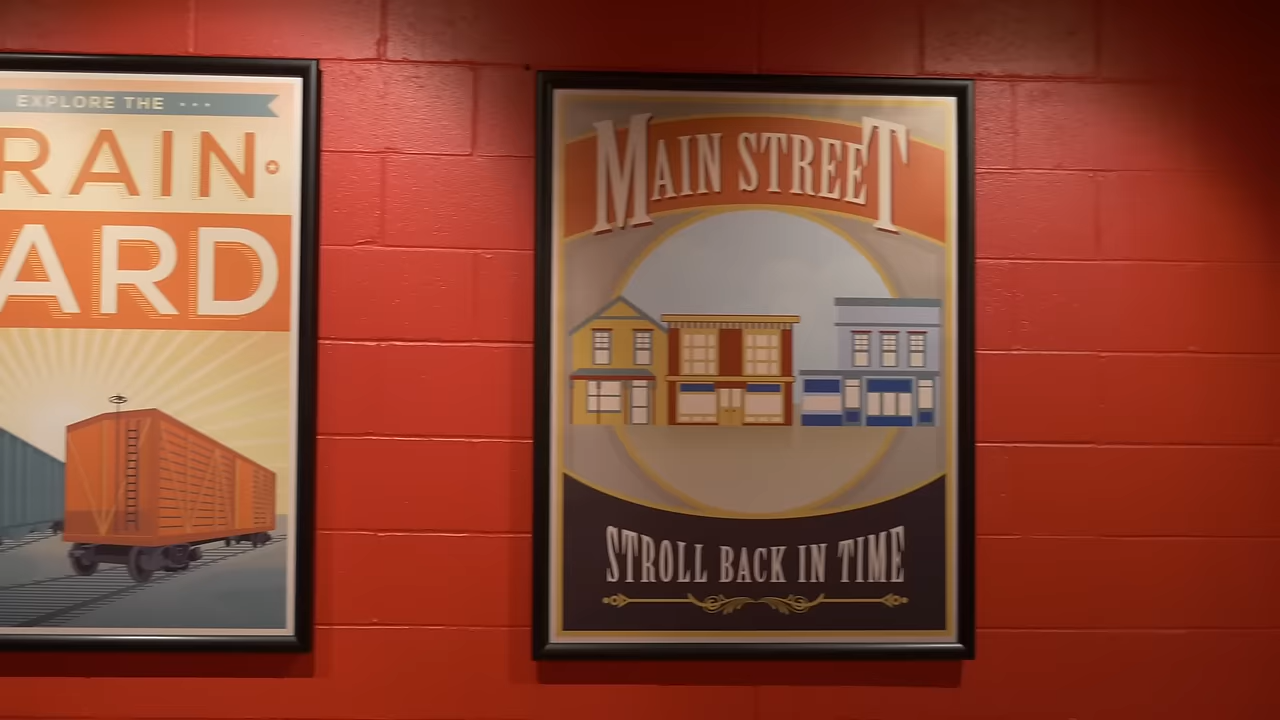 EXPLORE THE
RAIN
ARD
MAIN STREET
STROLL BACK IN TIME